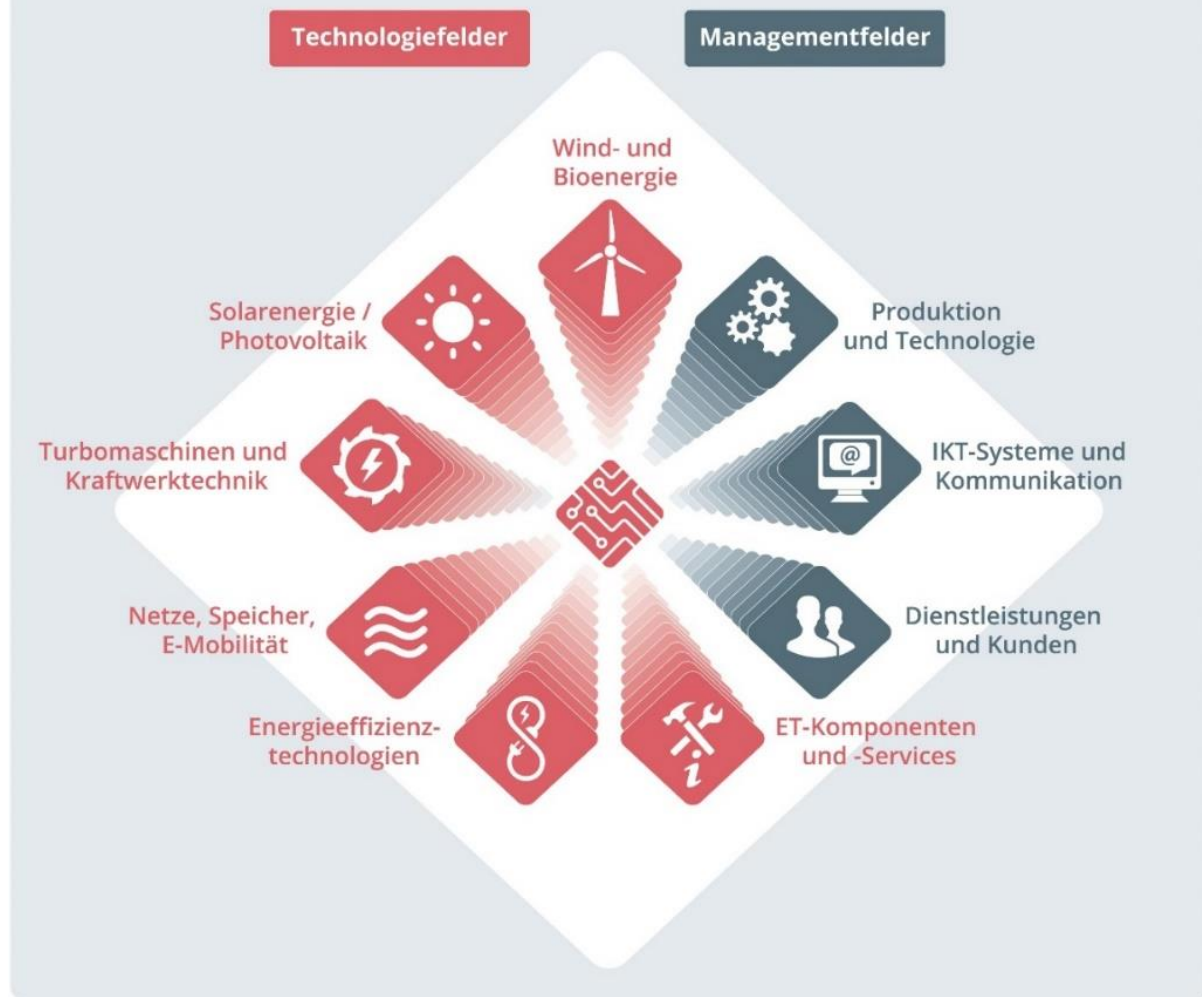 Technologiefelder
Managementfelder
Wind- und
Bioenergie
Solarenergie /
Photovoltaik
Produktion
und Technologie
Turbomaschinen und
Kraftwerktechnik
@
IKT-Systeme und
Kommunikation
Netze, Speicher,
E-Mobilität
Dienstleistungen
und Kunden
Energieeffizienz-
technologien
i
ET-Komponenten
und -Services